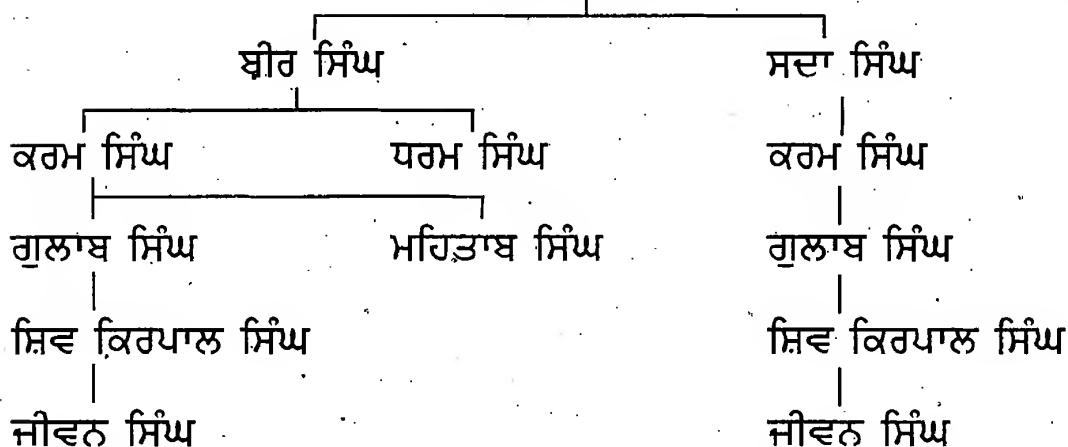 ਬੀਰ ਸਿੰਘ ਸਦਾ ਸਿੰਘ
ਕਰਮ ਸਿੰਘ ਧਰਮ ਸਿੰਘ ਕਰਮ ਸਿੰਘ
ਗੁਲਾਬ ਸਿੰਘ ਮਹਿਤਾਬ ਸਿੰਘ ਗੁਲਾਬ ਸਿੰਘ
ਸ਼ਿਵ ਕਿਰਪਾਲ ਸਿੰਘ ਸ਼ਿਵ ਕਿਰਪਾਲ ਸਿੰਘ
ਜੀਵਨ ਸਿੰਘ ਜੀਵਨ ਸਿੰਘ